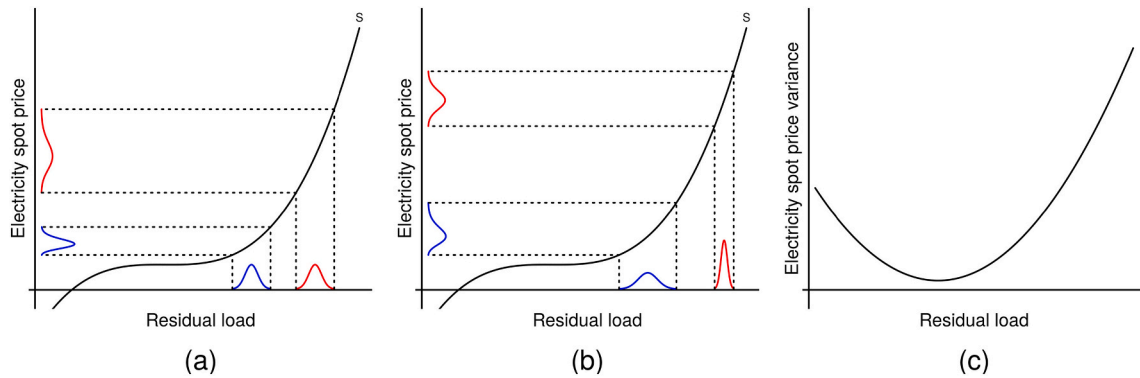 S
Electricity spot price
Residual load
(a)
S
Electricity spot price
Residual load
(b)
Electricity spot price variance
Residual load
(c)